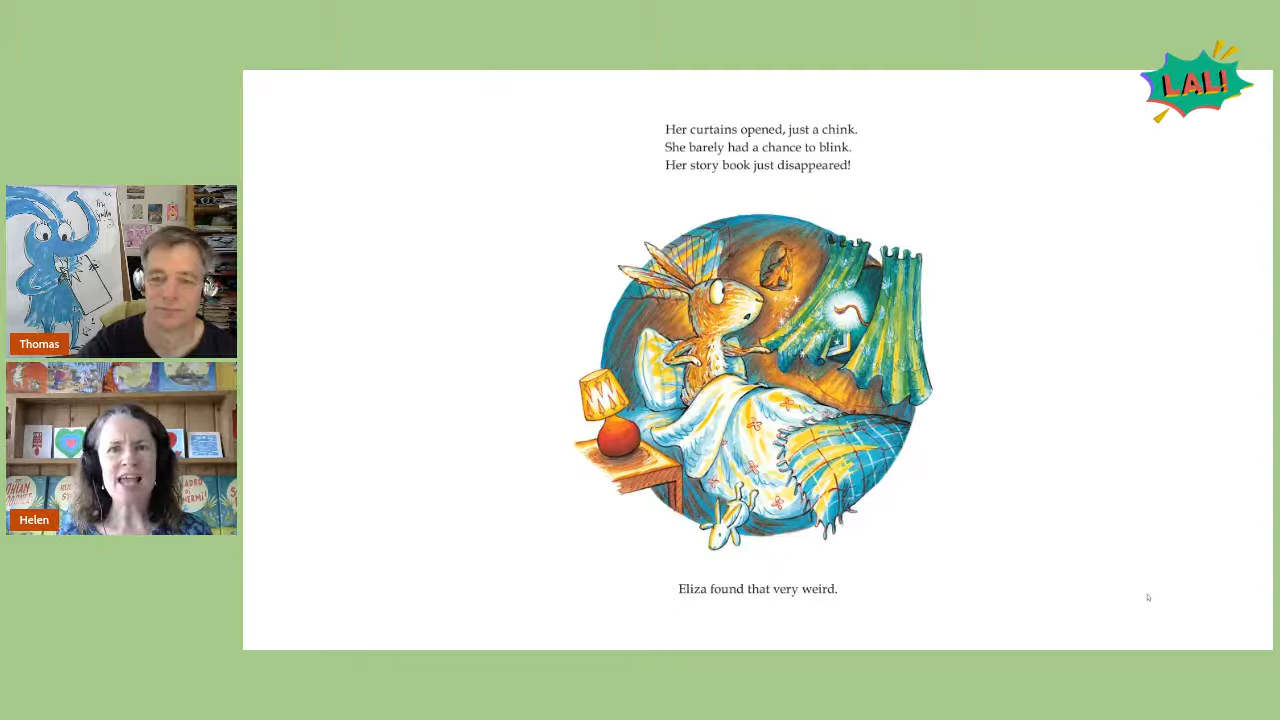 LAL!
Her curtains opened, just a chink.
She barely had a chance to blink.
Her story book just disappeared!
Eliza found that very weird.
Thomas
Helen